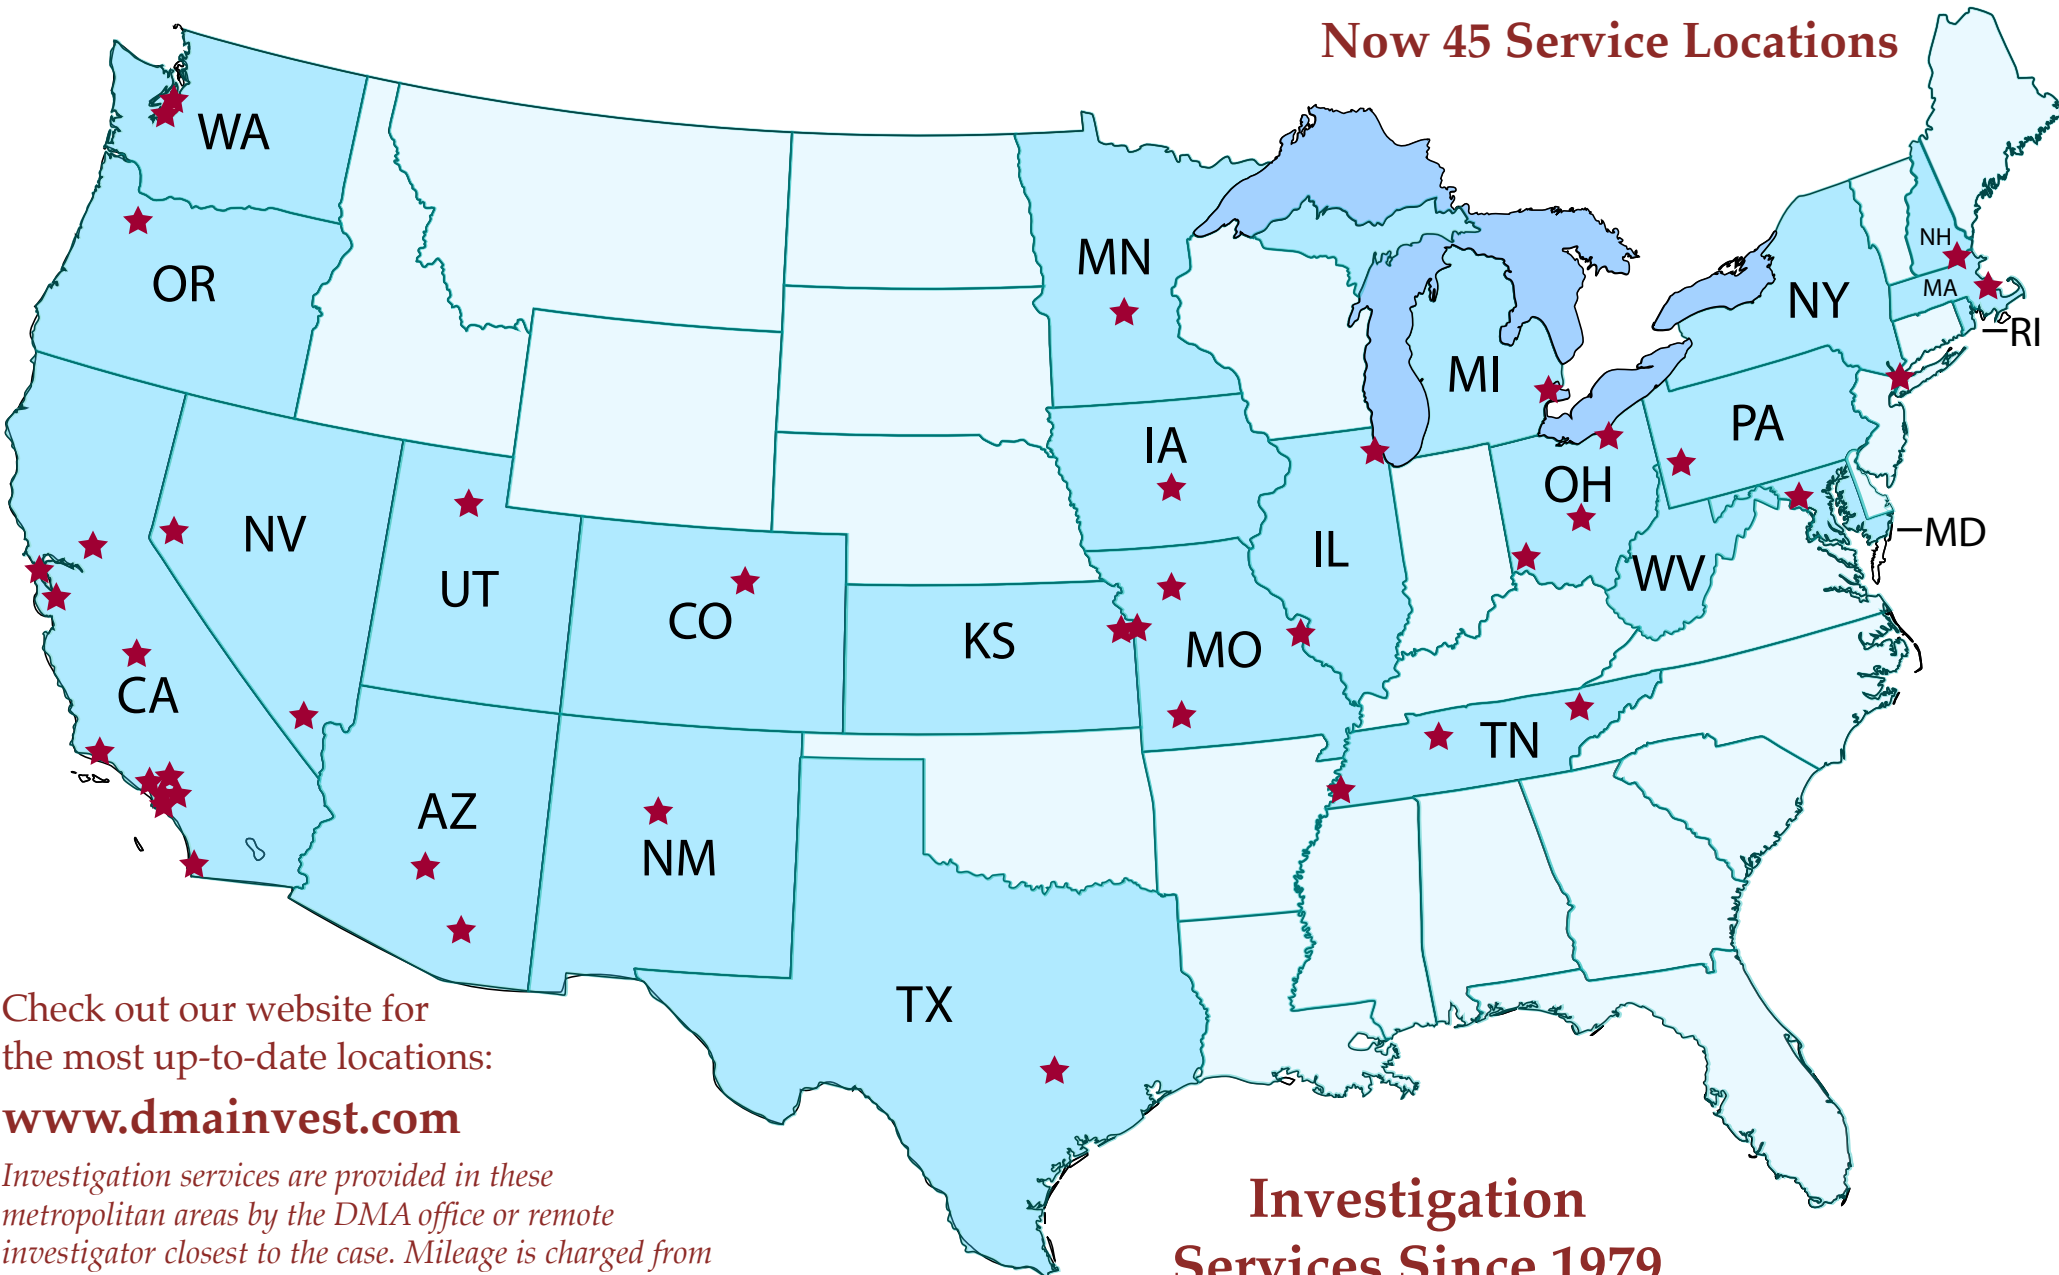 Now 45 Service Locations
WA
OR
MN
NH
MA
NY
RI
MI
PA
IA
OH
NV
IL
MD
UT
CO
KS
MO
WV
CA
TN
AZ
NM
TX
Check out our website for
the most up-to-date locations:
www.dmainvest.com
Investigation services are provided in these
metropolitan areas by the DMA office or remote
investigator closest to the case. Mileage is charged from
Investigation
Services Since 1979